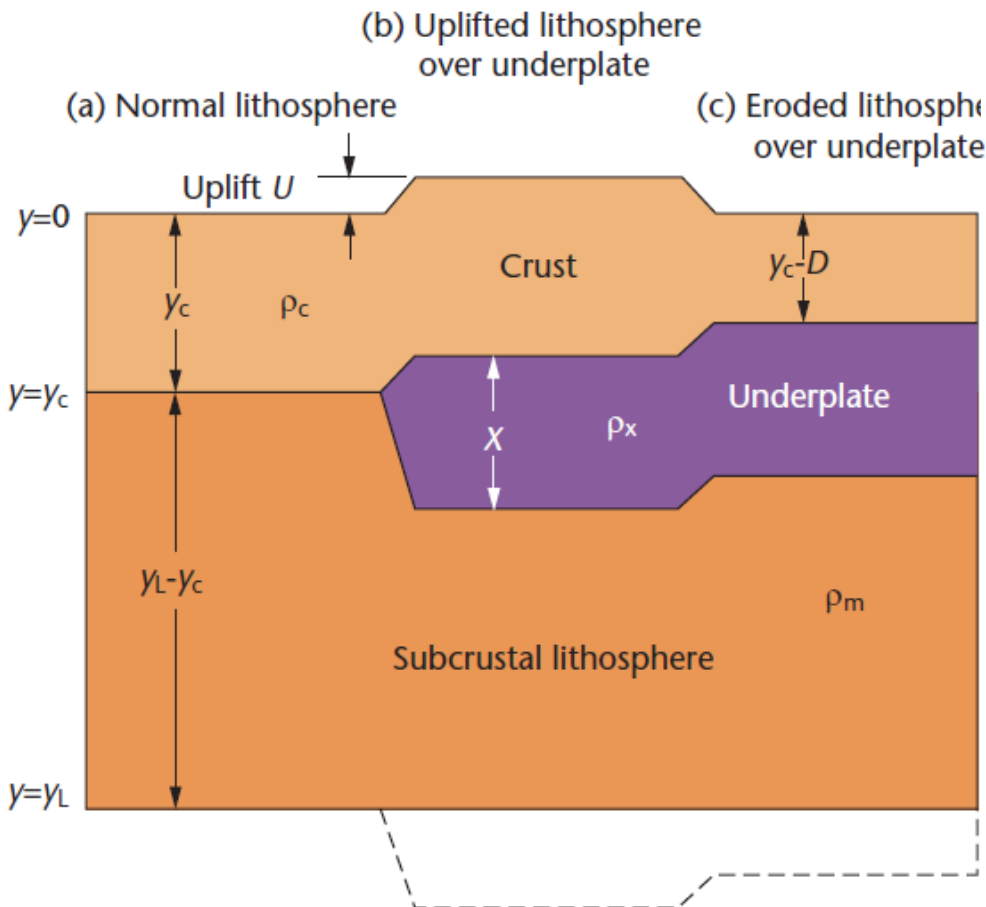 (b) Uplifted lithosphere
over underplate
(a) Normal lithosphere
(c) Eroded lithosphe
over underplate
Uplift U
y=0
Crust
yc-D
yc
ρc
y=yc
Underplate
X
ρx
yL-yc
ρm
Subcrustal lithosphere
y=yL